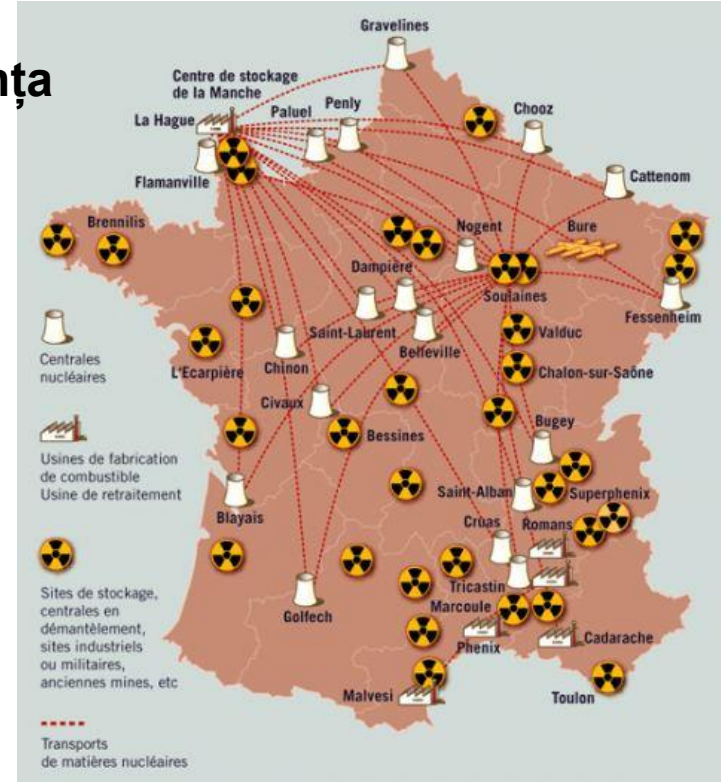 nța
Gravelines
Centre de stockage
de la Manche
La Hague
Paluel
Penly
Chooz
Flamanville
Cattenom
Brennilis
Nogent
Bure
Dampière
Soulaines
Fessenheim
Saint-Laurent
Belleville
Valduc
L'Ecarpière
Chinon
Chalon-sur-Saône
Civaux
Bugey
Bessines
Saint-Alban
Superphenix
Blayais
Crüas
Romans
Tricastin
Marcoule
Golfech
Phenix
Cadarache
Malvesi
Toulon
Centrales
nucléaires
Usines de fabrication
de combustible
Usine de retraitement
Sites de stockage,
centrales en
démantèlement,
sites industriels
ou militaires,
anciennes mines, etc
Transports
de matières nucléaires